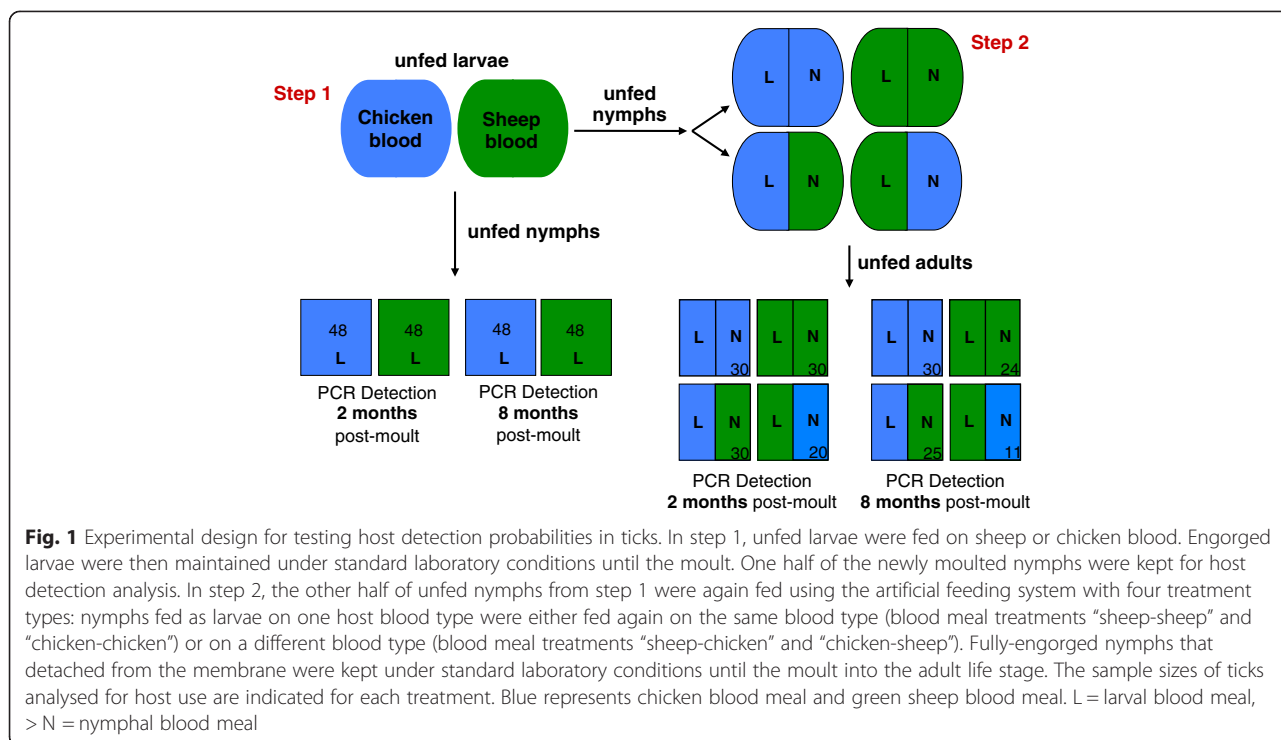 unfed larvae
Step 1
Chicken
blood
Sheep
blood
unfed
nymphs
Step 2
L N L N
L N L N
unfed nymphs
unfed adults
48 48 48 48
L L L L
PCR Detection
2 months
post-moult
PCR Detection
8 months
post-moult
L N L N L N L N
30 30 30 24
L N L N L N L N
30 20 25 11
PCR Detection
2 months post-moult
PCR Detection
8 months post-moult
Fig. 1 Experimental design for testing host detection probabilities in ticks. In step 1, unfed larvae were fed on sheep or chicken blood. Engorged
larvae were then maintained under standard laboratory conditions until the moult. One half of the newly moulted nymphs were kept for host
detection analysis. In step 2, the other half of unfed nymphs from step 1 were again fed using the artificial feeding system with four treatment
types: nymphs fed as larvae on one host blood type were either fed again on the same blood type (blood meal treatments “sheep-sheep” and
“chicken-chicken”) or on a different blood type (blood meal treatments “sheep-chicken” and “chicken-sheep”). Fully-engorged nymphs that
detached from the membrane were kept under standard laboratory conditions until the moult into the adult life stage. The sample sizes of ticks
analysed for host use are indicated for each treatment. Blue represents chicken blood meal and green sheep blood meal. L = larval blood meal,
> N = nymphal blood meal